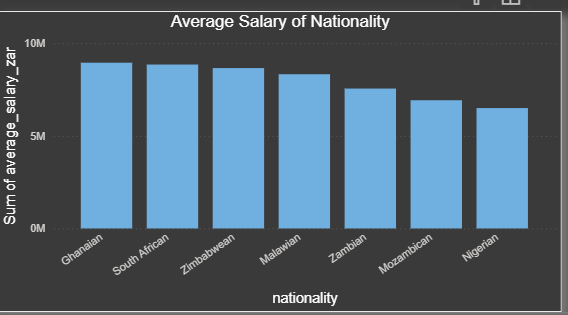 Average Salary of Nationality
Sum of average_salary_zar
10M
5M
0M
Ghanaian
South African
Zimbabwean
Malawian
Zambian
Mozambican
Nigerian
nationality